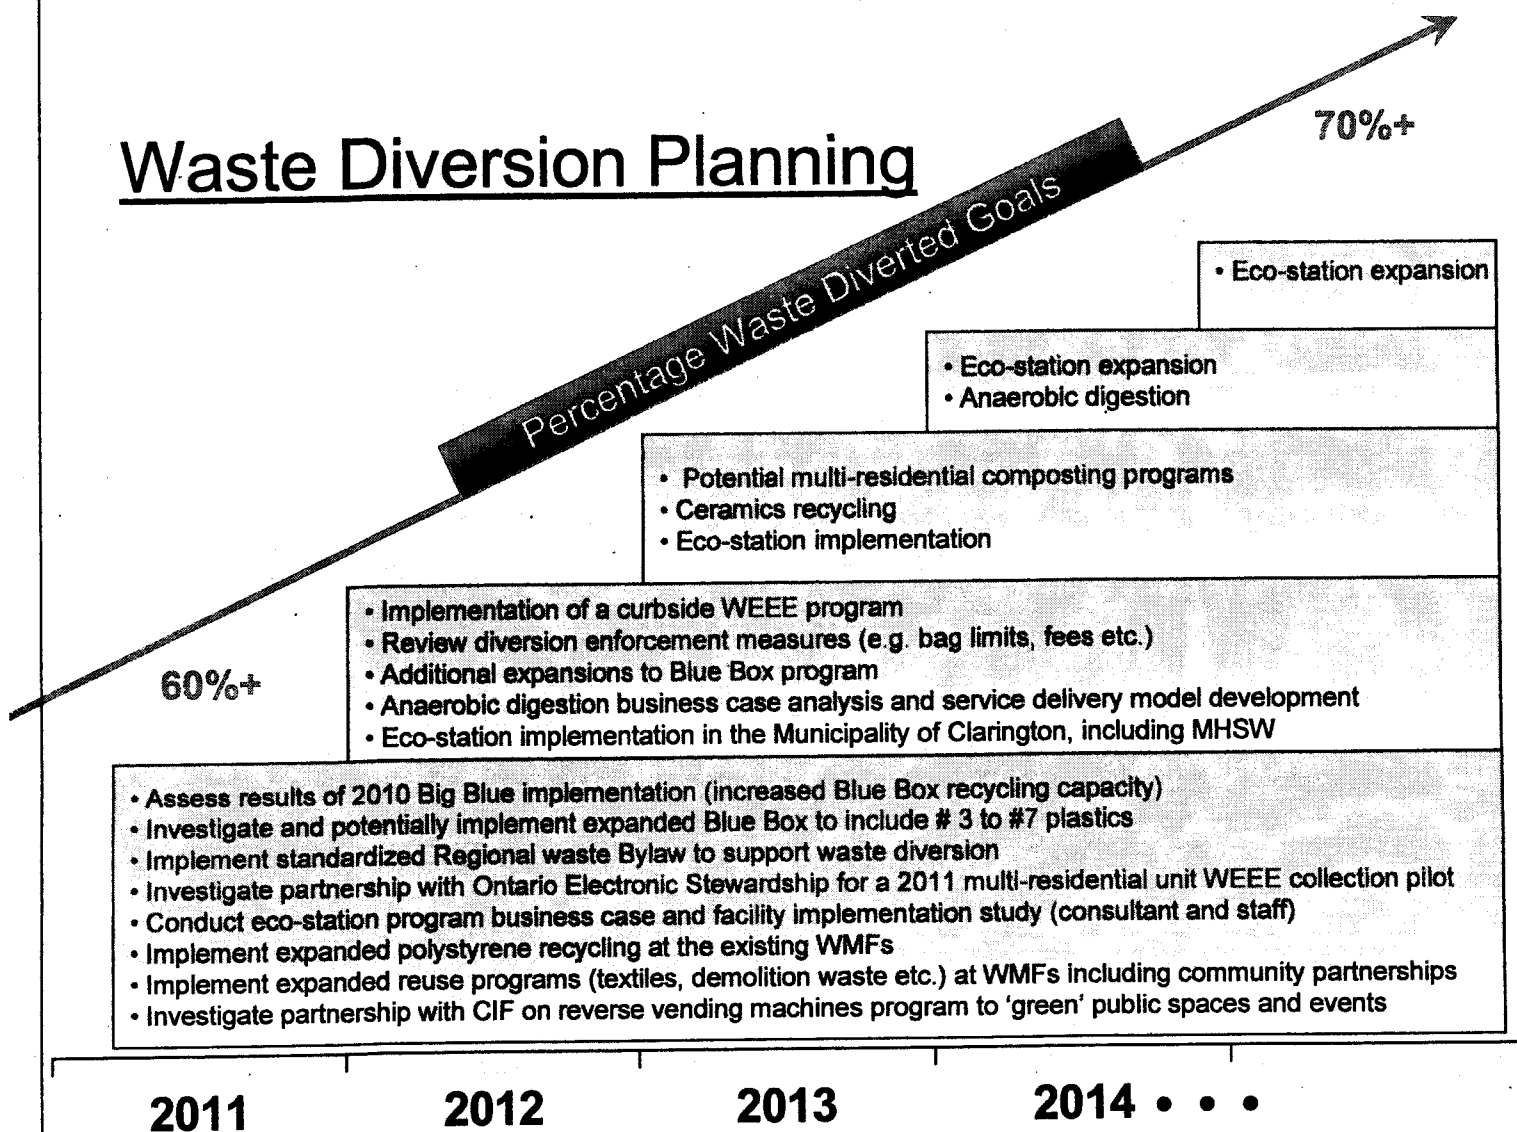 Waste Diversion Planning
70%+
Percentage Waste Diverted Goals
60%+
• Eco-station expansion
• Eco-station expansion
• Anaerobic digestion
• Potential multi-residential composting programs
• Ceramics recycling
• Eco-station implementation
• Implementation of a curbside WEEE program
• Review diversion enforcement measures (e.g. bag limits, fees etc.)
• Additional expansions to Blue Box program
• Anaerobic digestion business case analysis and service delivery model development
• Eco-station implementation in the Municipality of Clarington, including MHSW
• Assess results of 2010 Big Blue implementation (increased Blue Box recycling capacity)
• Investigate and potentially implement expanded Blue Box to include # 3 to #7 plastics
• Implement standardized Regional waste Bylaw to support waste diversion
• Investigate partnership with Ontario Electronic Stewardship for a 2011 multi-residential unit WEEE collection pilot
• Conduct eco-station program business case and facility implementation study (consultant and staff)
• Implement expanded polystyrene recycling at the existing WMFs
• Implement expanded reuse programs (textiles, demolition waste etc.) at WMFs including community partnerships
• Investigate partnership with CIF on reverse vending machines program to ‘green’ public spaces and events
2011 2012 2013 2014 • • •